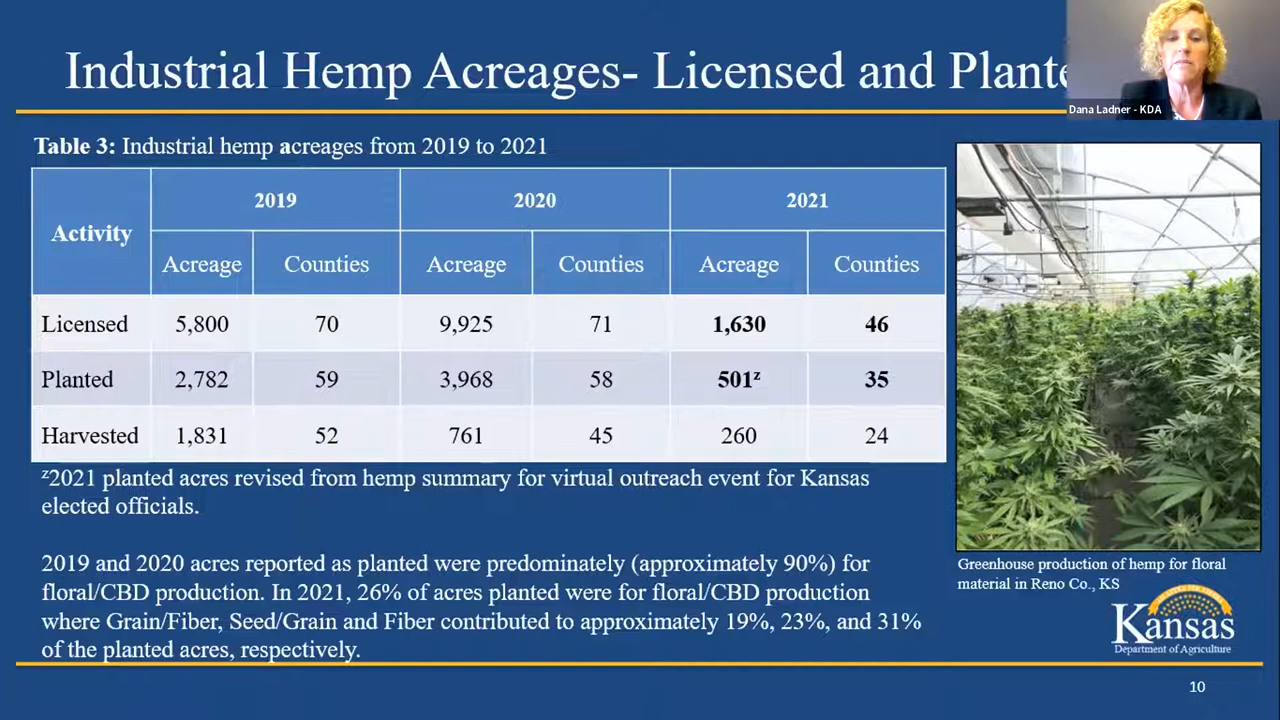 Industrial Hemp Acreages- Licensed and
Dana Ladner - KDA
Table 3: Industrial hemp acreages from 2019 to 2021
Activity 2019 2020 2021
Acreage Counties Acreage Counties Acreage Counties
Licensed 5,800 70 9,925 71 1,630 46
Planted 2,782 59 3,968 58 501ᶻ 35
Harvested 1,831 52 761 45 260 24
ᶻ2021 planted acres revised from hemp summary for virtual outreach event for Kansas
elected officials.
2019 and 2020 acres reported as planted were predominately (approximately 90%) for
floral/CBD production. In 2021, 26% of acres planted were for floral/CBD production
where Grain/Fiber, Seed/Grain and Fiber contributed to approximately 19%, 23%, and 31%
of the planted acres, respectively.
Greenhouse production of hemp for floral
material in Reno Co., KS
Kansas
Department of Agriculture
10